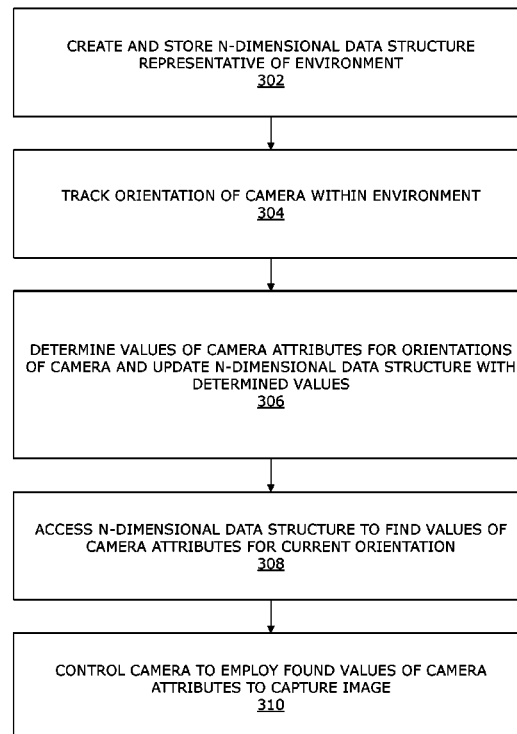 CREATE AND STORE N-DIMENSIONAL DATA STRUCTURE
REPRESENTATIVE OF ENVIRONMENT
302
TRACK ORIENTATION OF CAMERA WITHIN ENVIRONMENT
304
DETERMINE VALUES OF CAMERA ATTRIBUTES FOR ORIENTATIONS
OF CAMERA AND UPDATE N-DIMENSIONAL DATA STRUCTURE WITH
DETERMINED VALUES
306
ACCESS N-DIMENSIONAL DATA STRUCTURE TO FIND VALUES OF
CAMERA ATTRIBUTES FOR CURRENT ORIENTATION
308
CONTROL CAMERA TO EMPLOY FOUND VALUES OF CAMERA
ATTRIBUTES TO CAPTURE IMAGE
310